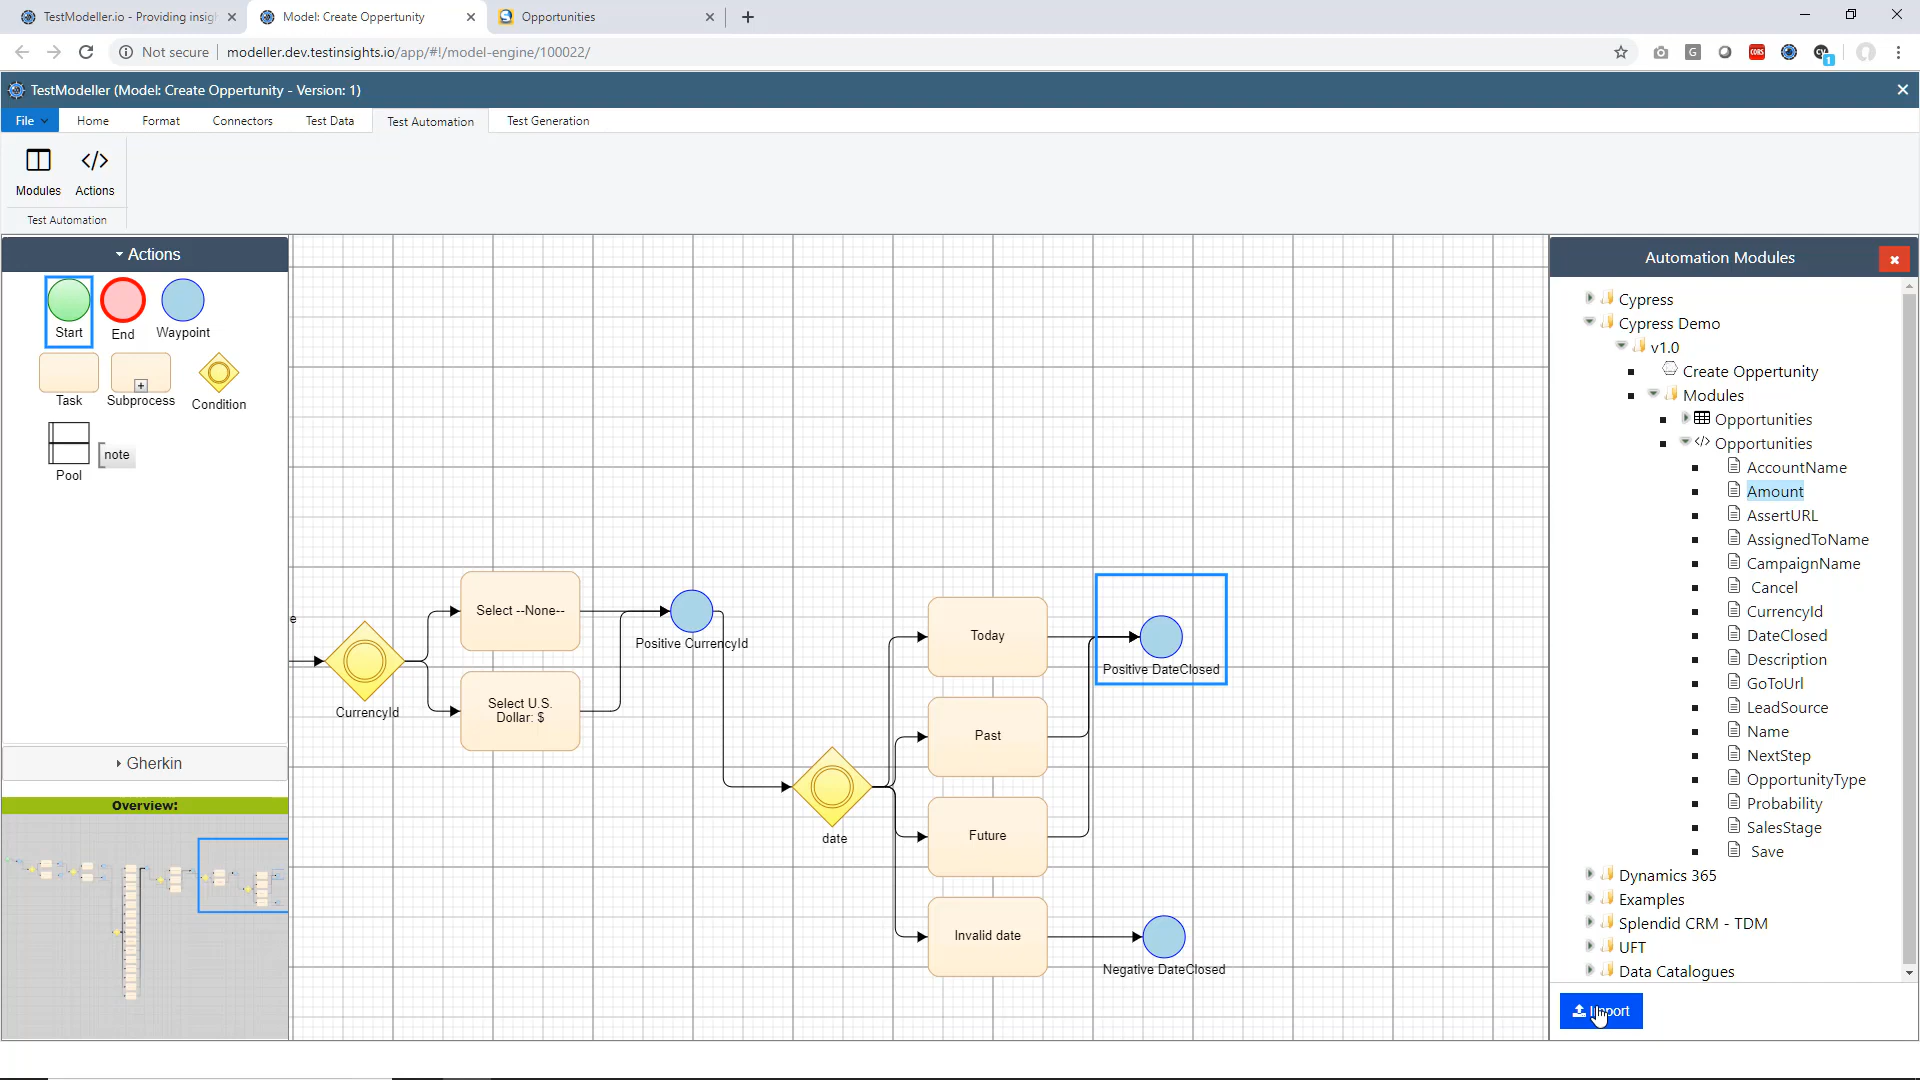 TestModeller.io - Providing insig
Model: Create Opportunity
Opportunities
Not secure
modeller.dev.testinsights.io/app/#!/model-engine/100022/
G
CORS
cy
1
TestModeller (Model: Create Oppertunity - Version: 1)
File
Home
Format
Connectors
Test Data
Test Automation
Test Generation
Modules
Actions
Test Automation
Actions
Start
End
Waypoint
Task
Subprocess
Condition
Pool
note
Gherkin
Overview:
e
CurrencyId
Select --None--
Select U.S.
Dollar: $
Positive CurrencyId
date
Today
Past
Future
Invalid date
Positive DateClosed
Negative DateClosed
Automation Modules
Cypress
Cypress Demo
v1.0
Create Oppertunity
Modules
Opportunities
Opportunities
AccountName
Amount
AssertURL
AssignedToName
CampaignName
Cancel
CurrencyId
DateClosed
Description
GoToUrl
LeadSource
Name
NextStep
OpportunityType
Probability
SalesStage
Save
Dynamics 365
Examples
Splendid CRM - TDM
UFT
Data Catalogues
Import